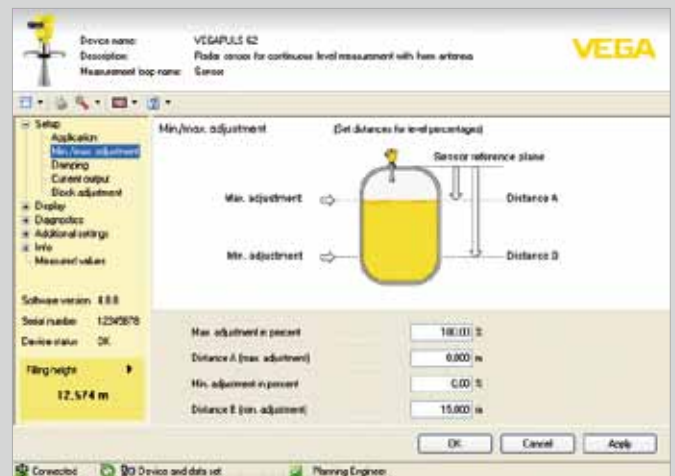 Device name: VEGAPULS 62
Description: Radar sensor for continuous level measurement with horn antenna
Measurement loop name: Sensor
VEGA
Setup
Application
Min./max. adjustment
Damping
Current output
Block adjustment
Display
Diagnostics
Additional settings
Info
Measured values
Software version
Serial number 12345678
Device status OK
Filling height
12,574 m
Min./max. adjustment (Set distances for level percentages)
Sensor reference plane
Max. adjustment
Distance A
Min. adjustment
Distance B
Max. adjustment in percent 100.00 %
Distance A (max. adjustment) 0,000 m
Min. adjustment in percent 0,00 %
Distance B (min. adjustment) 15,000 m
OK Cancel Apply
Connected Device and data set Planning Engineer